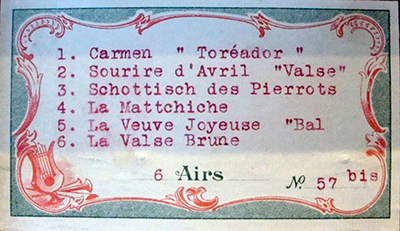 1. Carmen " Toréador "
2. Sourire d'Avril "Valse"
3. Schottisch des Pierrots
4. La Mattchiche
5. La Veuve Joyeuse "Bal
6. La Valse Brune
6 Airs № 57 bis